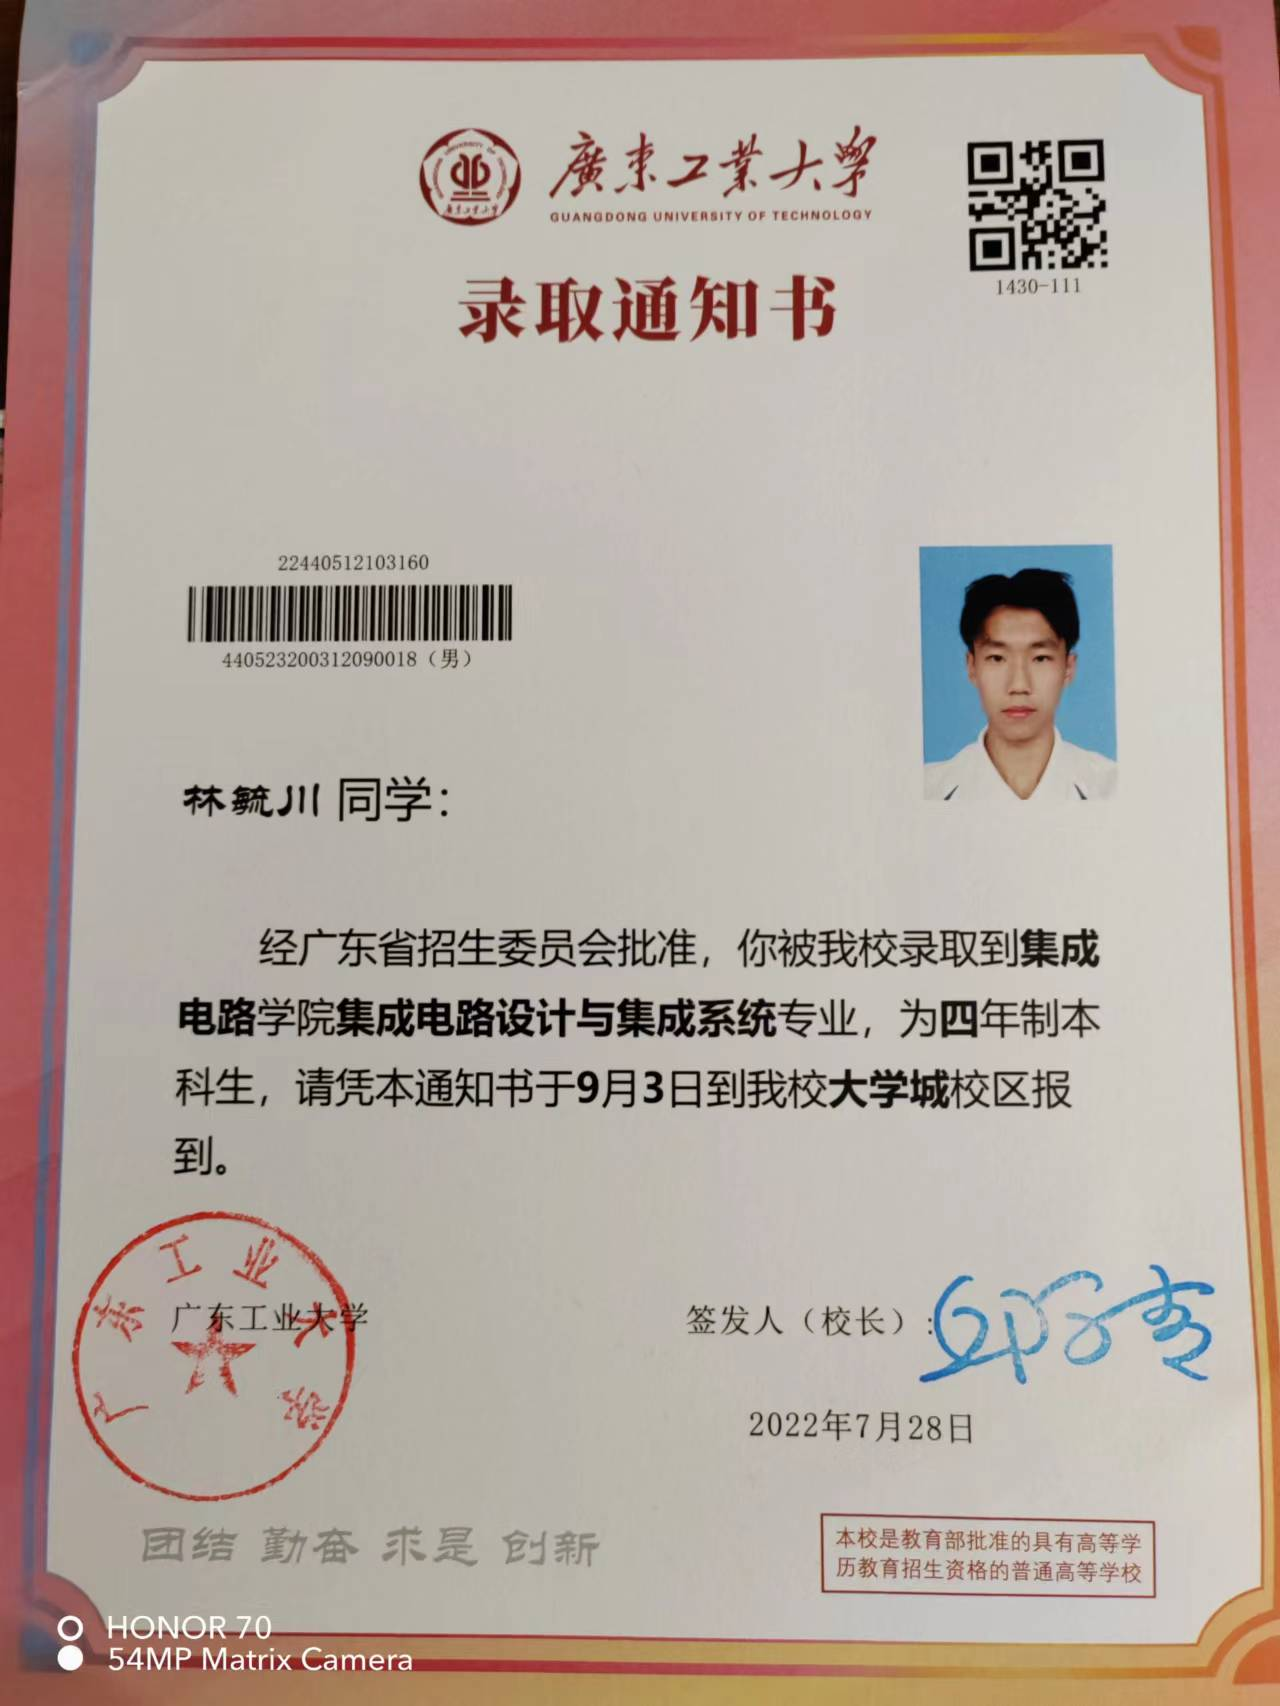 廣東工業大學
GUANGDONG UNIVERSITY OF TECHNOLOGY
1430-111
录取通知书
22440512103160
440523200312090018（男）
林毓川 同学：
经广东省招生委员会批准，你被我校录取到集成
电路学院集成电路设计与集成系统专业，为四年制本
科生，请凭本通知书于9月3日到我校大学城校区报
到。
广东工业大学
广东工业大学
签发人（校长）：
2022年7月28日
团结 勤奋 求是 创新
本校是教育部批准的具有高等学
历教育招生资格的普通高等学校
HONOR 70
54MP Matrix Camera